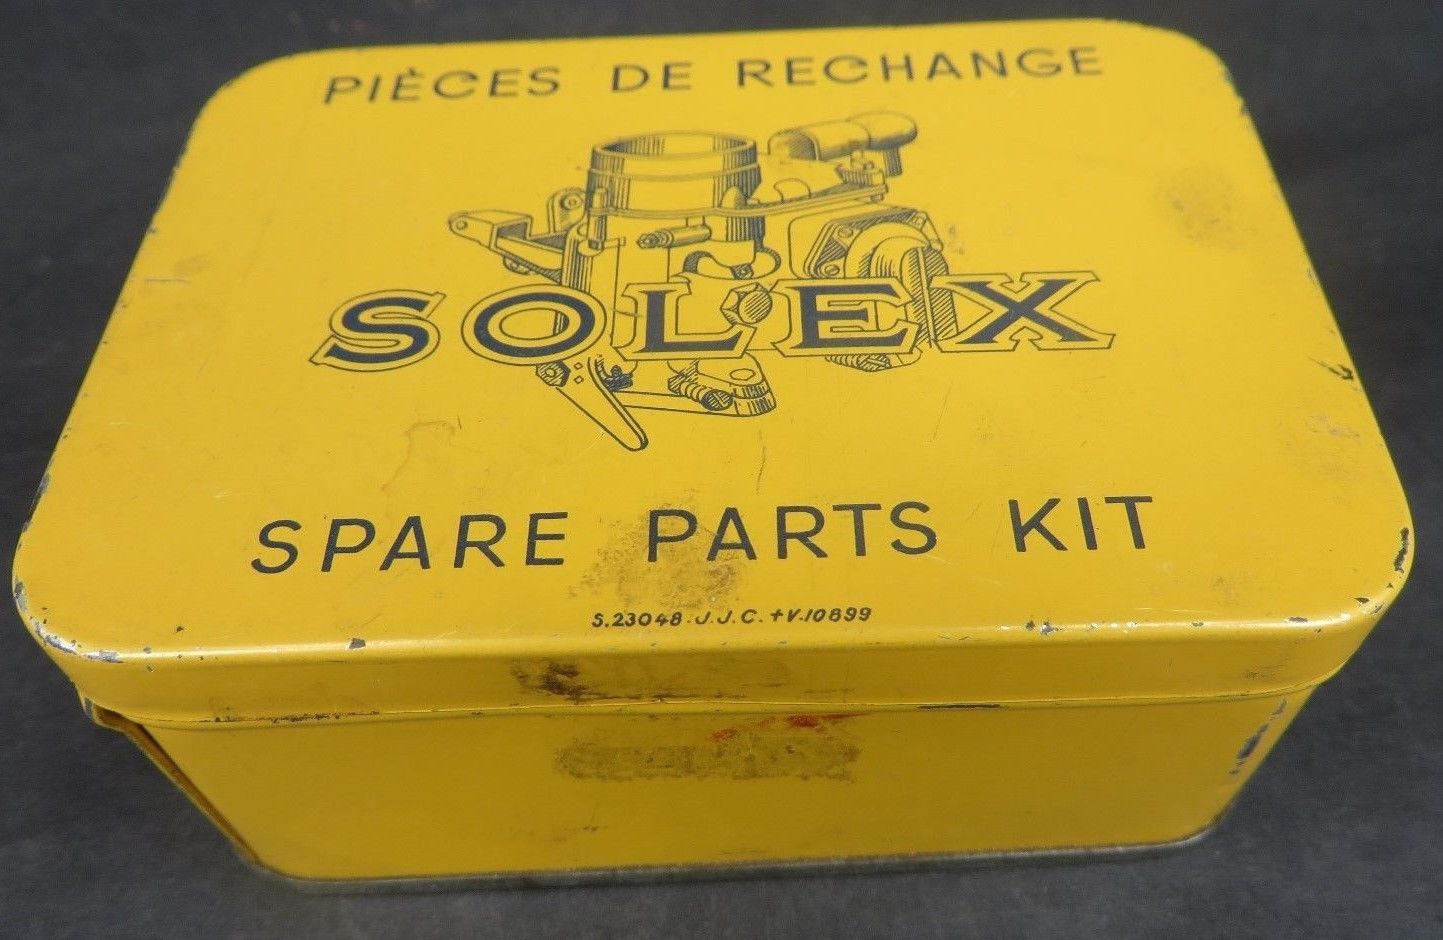 PIÈCES DE RECHANGE
SOLEX
SPARE PARTS KIT
S.23048.J.J.C.+V.10899